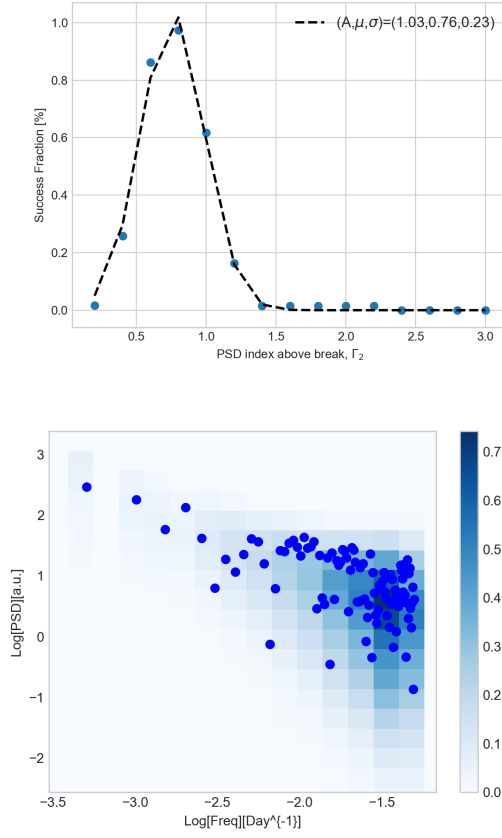 (A,μ,σ)=(1.03,0.76,0.23)
Success Fraction [%]
1.0
0.8
0.6
0.4
0.2
0.0
0.5 1.0 1.5 2.0 2.5 3.0
PSD index above break, Γ₂
Log[PSD][a.u.]
3
2
1
0
−1
−2
−3.5 −3.0 −2.5 −2.0 −1.5
Log[Freq][Day^{-1}]
0.7
0.6
0.5
0.4
0.3
0.2
0.1
0.0